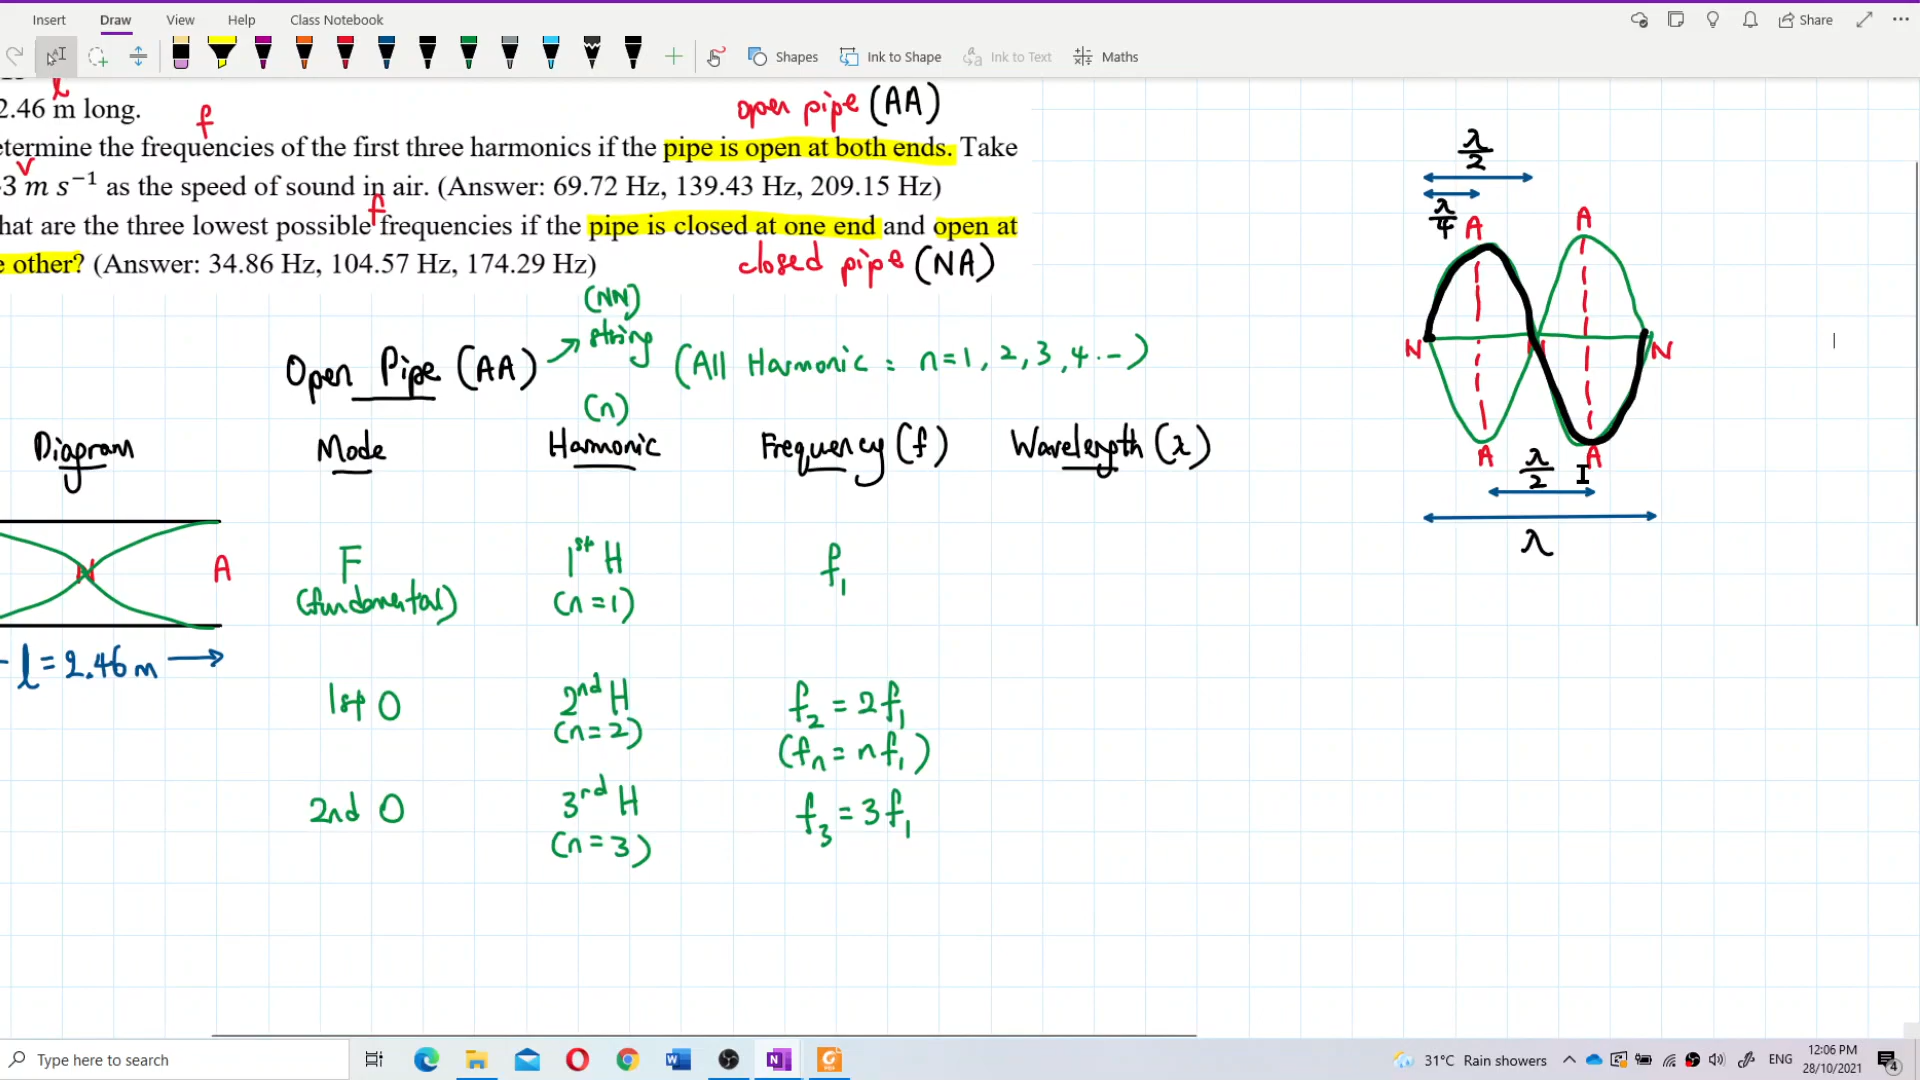 Insert Draw View Help Class Notebook Share
Shapes Ink to Shape Ink to Text Maths
l
2.46 m long.
open pipe (AA)
f
etermine the frequencies of the first three harmonics if the pipe is open at both ends. Take
v
3 m s⁻¹ as the speed of sound in air. (Answer: 69.72 Hz, 139.43 Hz, 209.15 Hz)
f
hat are the three lowest possible frequencies if the pipe is closed at one end and open at
e other? (Answer: 34.86 Hz, 104.57 Hz, 174.29 Hz)
closed pipe (NA)
(NN)
string
Open Pipe (AA) → (All Harmonic : n=1, 2, 3, 4 ...)
(n)
Diagram Mode Harmonic Frequency (f) Wavelength (λ)
N A F 1st H f₁
(fundamental) (n=1)
l = 2.46 m →
1st O 2nd H f₂ = 2f₁
(n=2) (fₙ = nf₁)
2nd O 3rd H f₃ = 3f₁
(n=3)
λ/2
λ/4
A A
N N N
A A
λ/2
λ
Type here to search
31°C Rain showers ENG 12:06 PM
28/10/2021
4